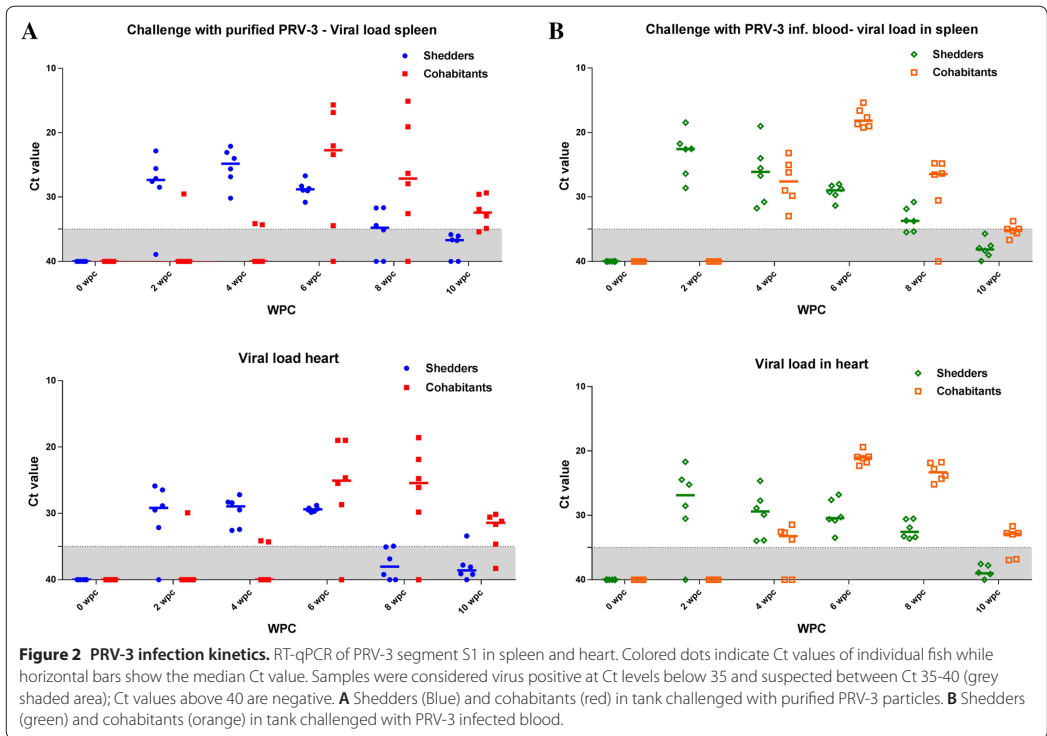 A
Challenge with purified PRV-3 - Viral load spleen
Shedders
Cohabitants
10
20
30
40
Ct value
0 wpc
2 wpc
4 wpc
6 wpc
8 wpc
10 wpc
WPC
Viral load heart
Shedders
Cohabitants
10
20
30
40
Ct value
0 wpc
2 wpc
4 wpc
6 wpc
8 wpc
10 wpc
WPC
B
Challenge with PRV-3 inf. blood- viral load in spleen
Shedders
Cohabitants
10
20
30
40
Ct value
0 wpc
2 wpc
4 wpc
6 wpc
8 wpc
10 wpc
WPC
Viral load in heart
Shedders
Cohabitants
10
20
30
40
Ct value
0 wpc
2 wpc
4 wpc
6 wpc
8 wpc
10 wpc
WPC
Figure 2 PRV-3 infection kinetics. RT-qPCR of PRV-3 segment S1 in spleen and heart. Colored dots indicate Ct values of individual fish while
horizontal bars show the median Ct value. Samples were considered virus positive at Ct levels below 35 and suspected between Ct 35-40 (grey
shaded area); Ct values above 40 are negative. A Shedders (Blue) and cohabitants (red) in tank challenged with purified PRV-3 particles. B Shedders
(green) and cohabitants (orange) in tank challenged with PRV-3 infected blood.